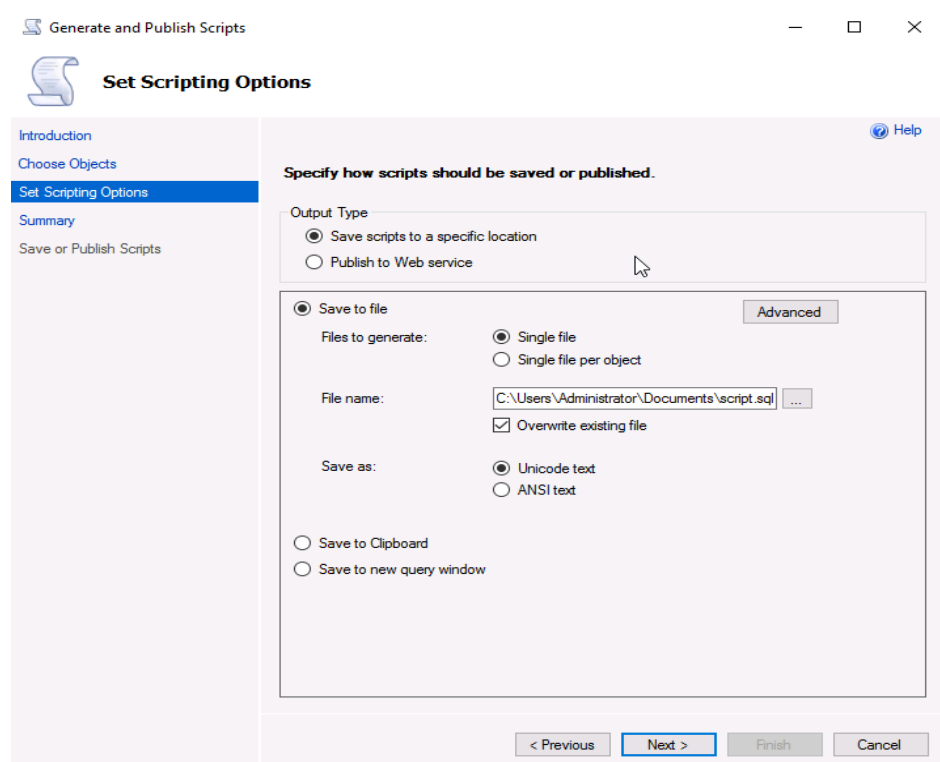 Generate and Publish Scripts
Set Scripting Options
Help
Introduction
Choose Objects
Set Scripting Options
Summary
Save or Publish Scripts
Specify how scripts should be saved or published.
Output Type
Save scripts to a specific location
Publish to Web service
Save to file
Advanced
Files to generate:
Single file
Single file per object
File name:
C:\Users\Administrator\Documents\script.sql
...
Overwrite existing file
Save as:
Unicode text
ANSI text
Save to Clipboard
Save to new query window
< Previous
Next >
Finish
Cancel